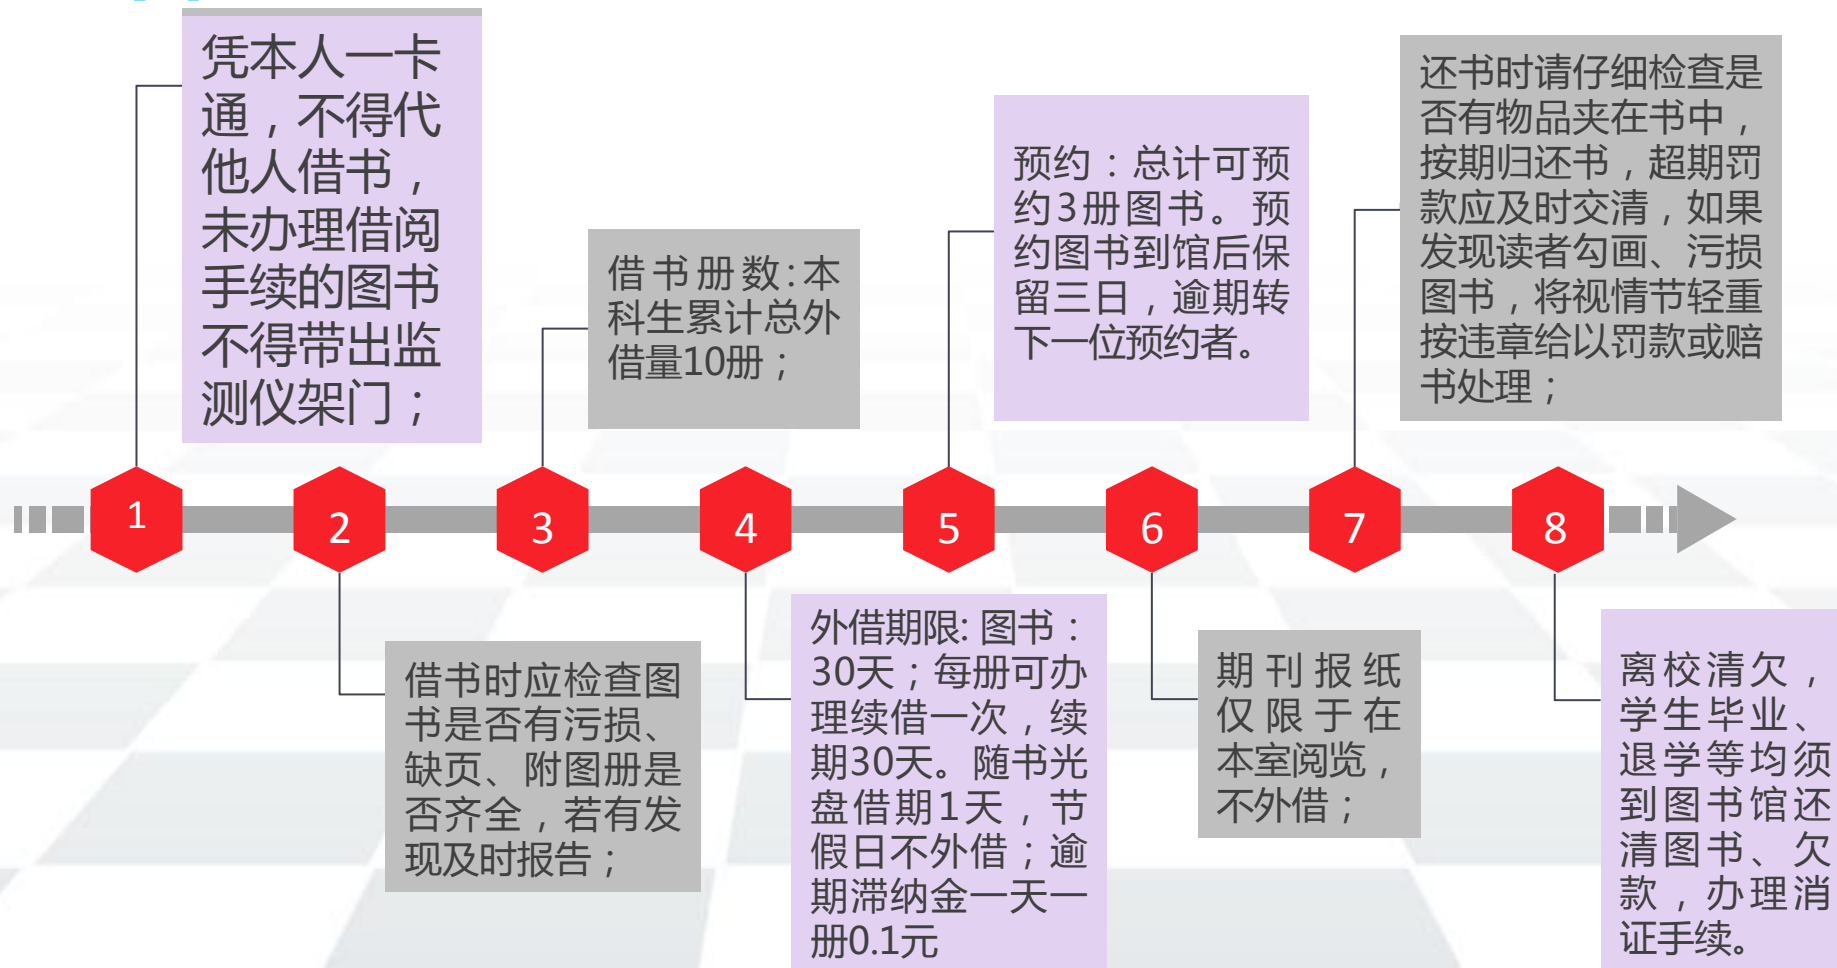 凭本人一卡
通，不得代
他人借书，
未办理借阅
手续的图书
不得带出监
测仪架门；
1
借书时应检查图
书是否有污损、
缺页、附图册是
否齐全，若有发
现及时报告；
2
借书册数:本
科生累计总外
借量10册；
3
外借期限: 图书：
30天；每册可办
理续借一次，续
期30天。随书光
盘借期1天，节
假日不外借；逾
期滞纳金一天一
册0.1元
4
预约：总计可预
约3册图书。预
约图书到馆后保
留三日，逾期转
下一位预约者。
5
期刊报纸
仅限于在
本室阅览，
不外借；
6
还书时请仔细检查是
否有物品夹在书中，
按期归还书，超期罚
款应及时交清，如果
发现读者勾画、污损
图书，将视情节轻重
按违章给以罚款或赔
书处理；
7
离校清欠，
学生毕业、
退学等均须
到图书馆还
清图书、欠
款，办理消
证手续。
8